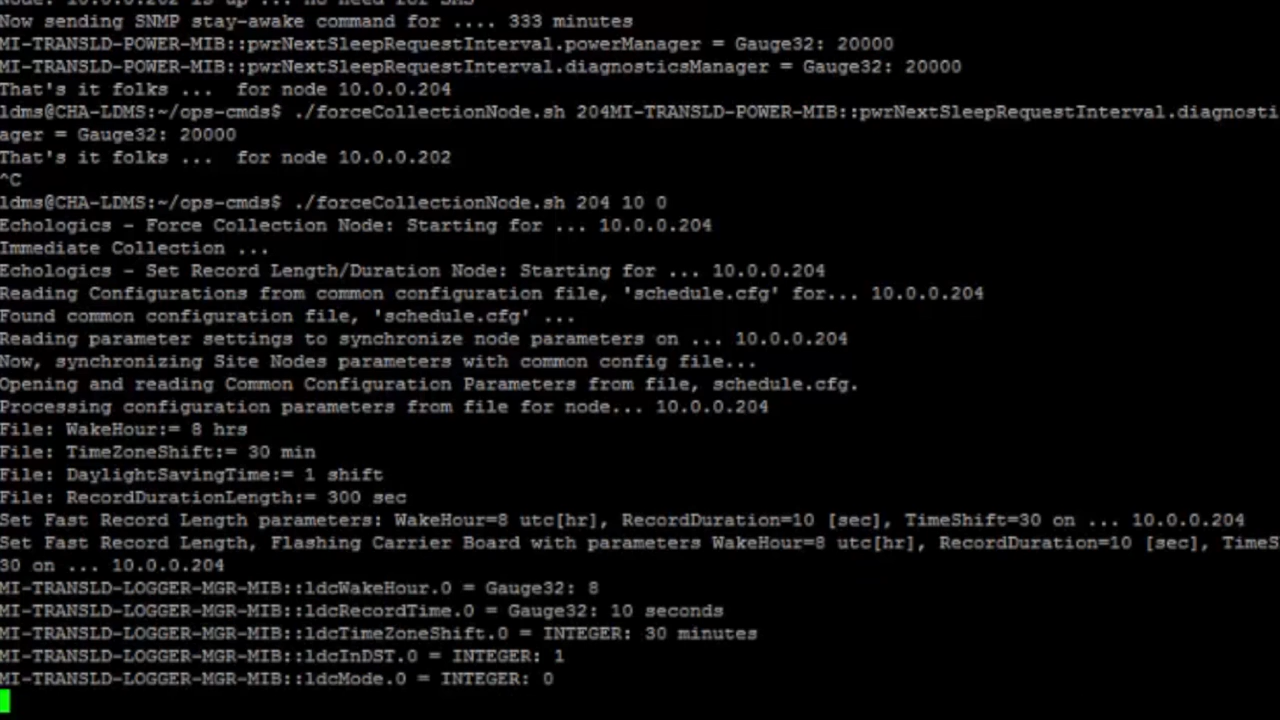 Node: 10.0.0.202 is up ... no need for SMS
Now sending SNMP stay-awake command for .... 333 minutes
MI-TRANSLD-POWER-MIB::pwrNextSleepRequestInterval.powerManager = Gauge32: 20000
MI-TRANSLD-POWER-MIB::pwrNextSleepRequestInterval.diagnosticsManager = Gauge32: 20000
That's it folks ...  for node 10.0.0.204
ldms@CHA-LDMS:~/ops-cmds$ ./forceCollectionNode.sh 204MI-TRANSLD-POWER-MIB::pwrNextSleepRequestInterval.diagnosti
ager = Gauge32: 20000
That's it folks ...  for node 10.0.0.202
^C
ldms@CHA-LDMS:~/ops-cmds$ ./forceCollectionNode.sh 204 10 0
Echologics - Force Collection Node: Starting for ... 10.0.0.204
Immediate Collection ...
Echologics - Set Record Length/Duration Node: Starting for ... 10.0.0.204
Reading Configurations from common configuration file, 'schedule.cfg' for... 10.0.0.204
Found common configuration file, 'schedule.cfg' ...
Reading parameter settings to synchronize node parameters on ... 10.0.0.204
Now, synchronizing Site Nodes parameters with common config file...
Opening and reading Common Configuration Parameters from file, schedule.cfg.
Processing configuration parameters from file for node... 10.0.0.204
File: WakeHour:= 8 hrs
File: TimeZoneShift:= 30 min
File: DaylightSavingTime:= 1 shift
File: RecordDurationLength:= 300 sec
Set Fast Record Length parameters: WakeHour=8 utc[hr], RecordDuration=10 [sec], TimeShift=30 on ... 10.0.0.204
Set Fast Record Length, Flashing Carrier Board with parameters WakeHour=8 utc[hr], RecordDuration=10 [sec], TimeS
30 on ... 10.0.0.204
MI-TRANSLD-LOGGER-MGR-MIB::ldcWakeHour.0 = Gauge32: 8
MI-TRANSLD-LOGGER-MGR-MIB::ldcRecordTime.0 = Gauge32: 10 seconds
MI-TRANSLD-LOGGER-MGR-MIB::ldcTimeZoneShift.0 = INTEGER: 30 minutes
MI-TRANSLD-LOGGER-MGR-MIB::ldcInDST.0 = INTEGER: 1
MI-TRANSLD-LOGGER-MGR-MIB::ldcMode.0 = INTEGER: 0